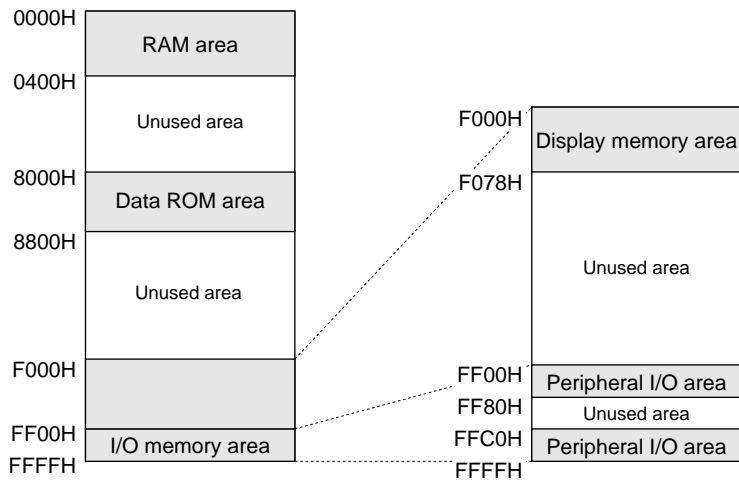 0000H
RAM area
0400H
Unused area
8000H
Data ROM area
8800H
Unused area
F000H
FF00H
I/O memory area
FFFFH
F000H
Display memory area
F078H
Unused area
FF00H
Peripheral I/O area
FF80H
Unused area
FFC0H
Peripheral I/O area
FFFFH